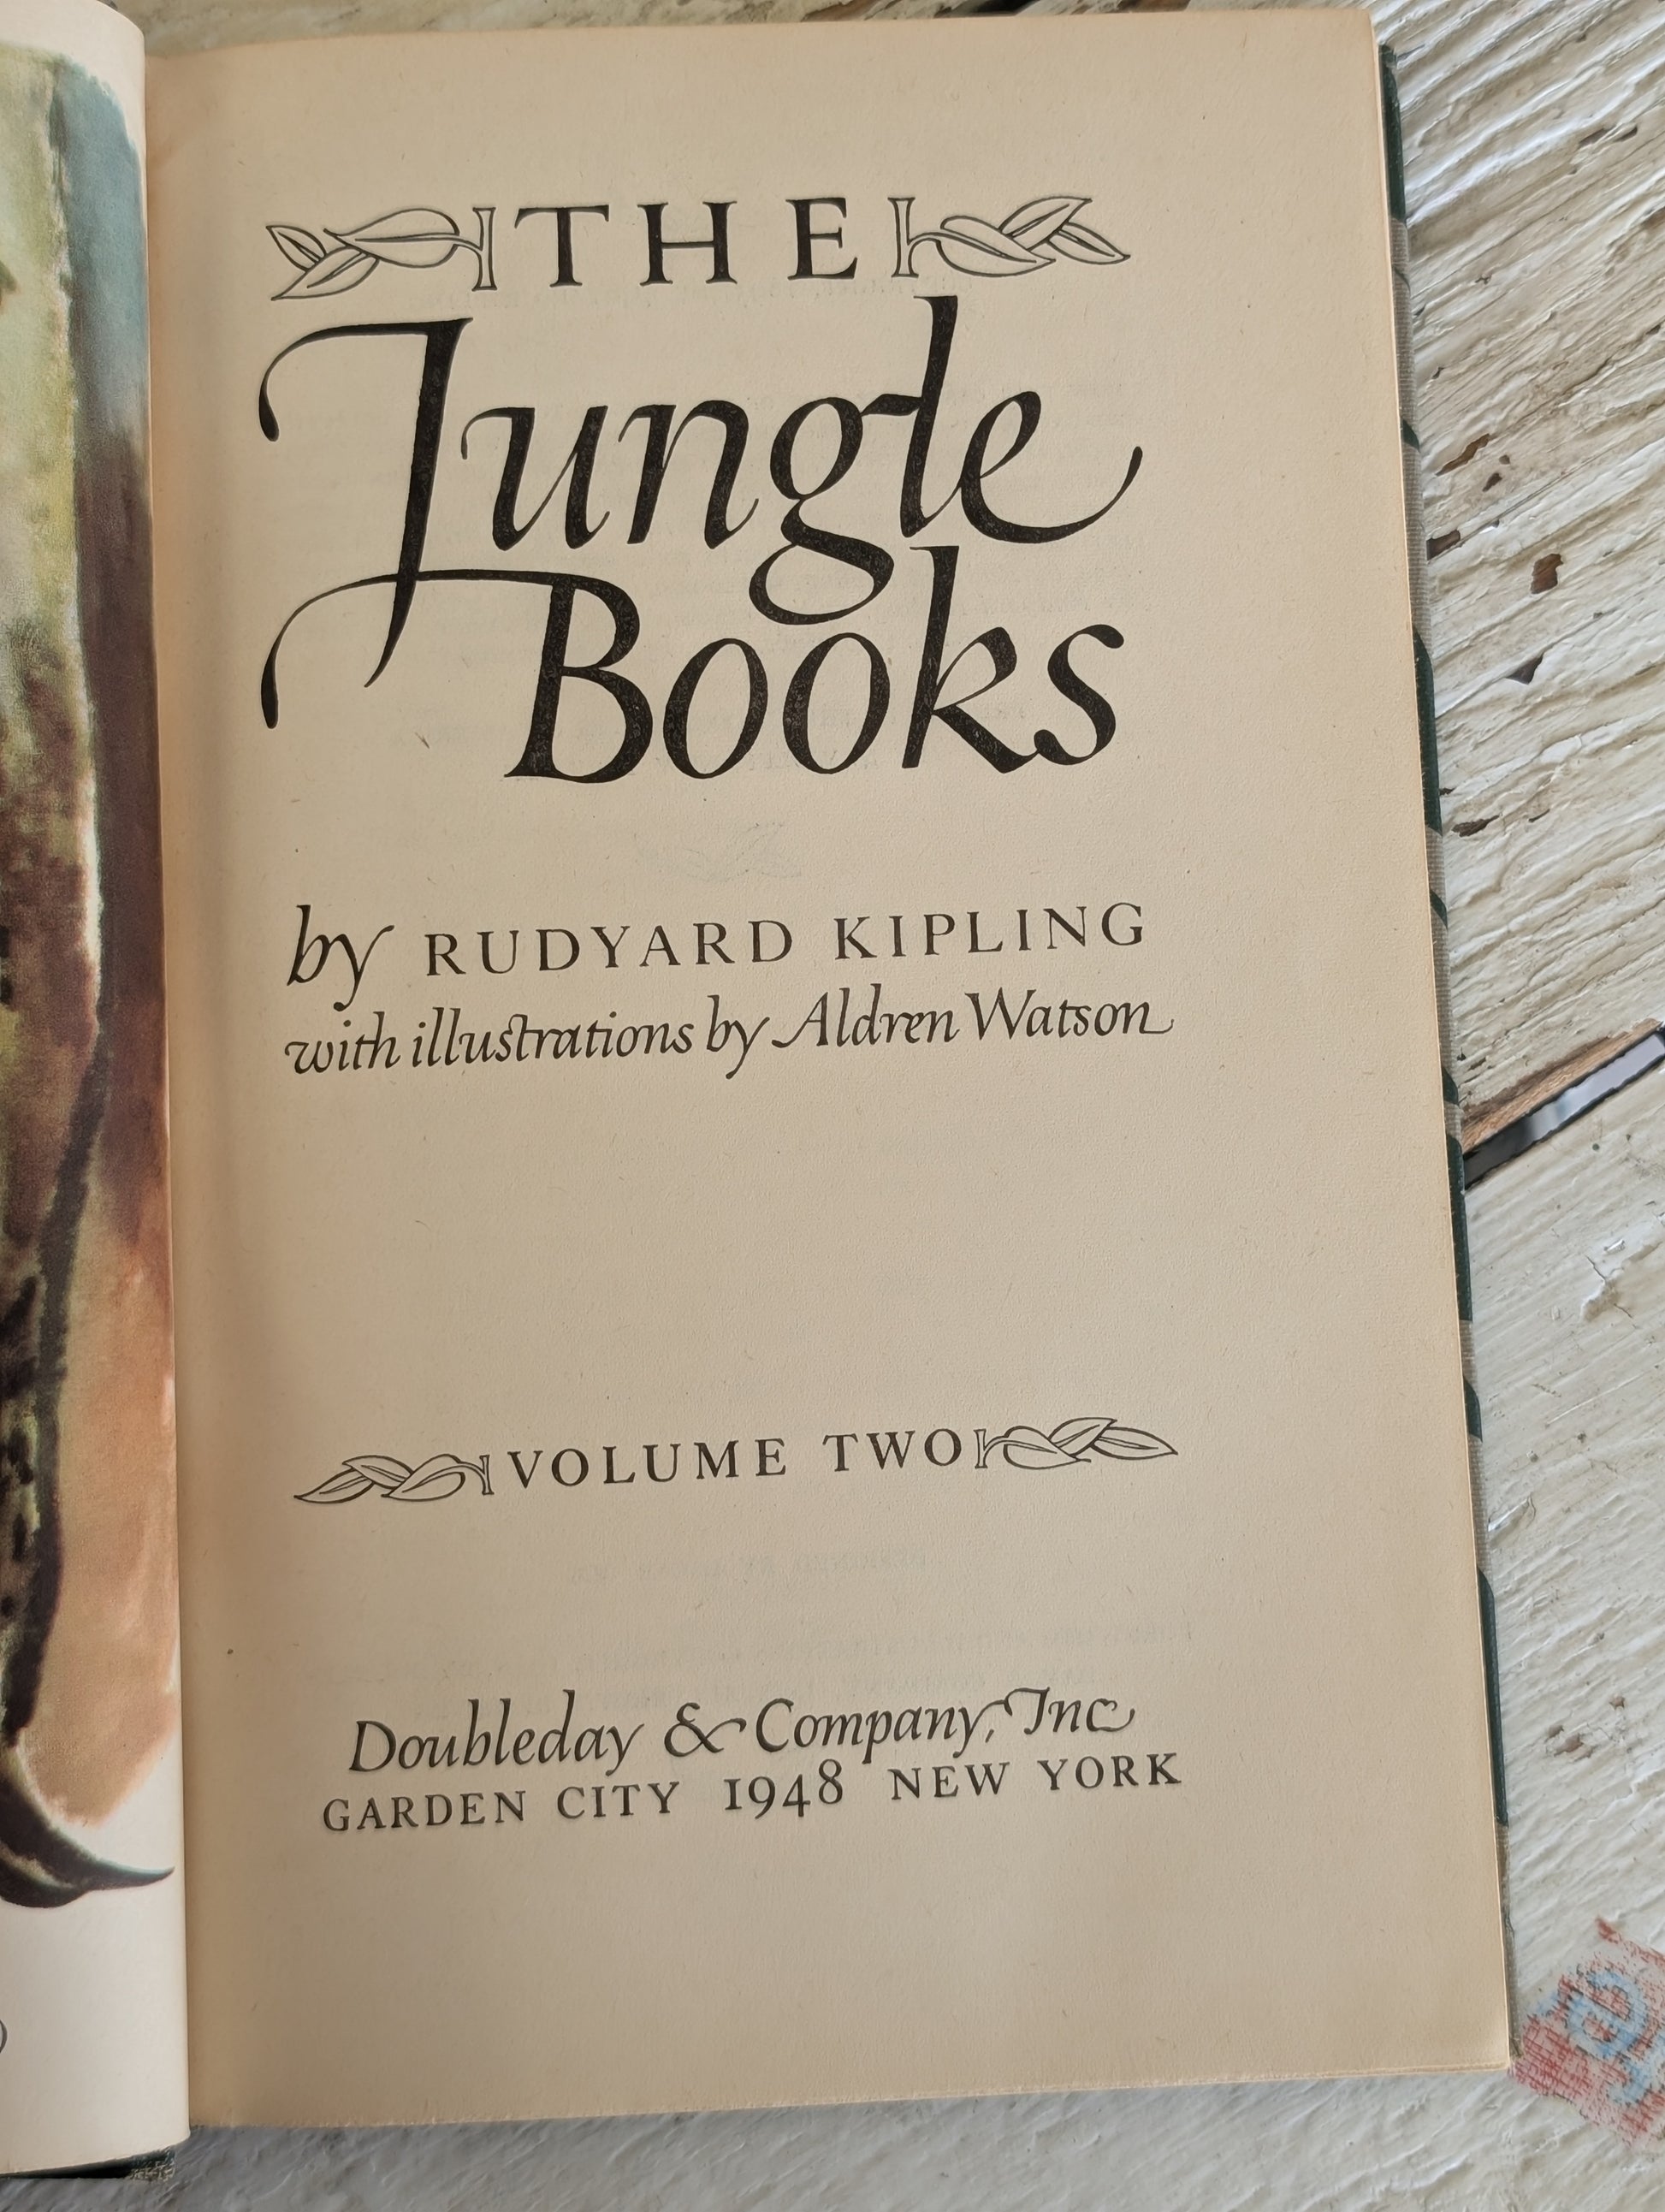 THE
Jungle
Books
by RUDYARD KIPLING
with illustrations by Aldren Watson
VOLUME TWO
Doubleday & Company, Inc
GARDEN CITY 1948 NEW YORK